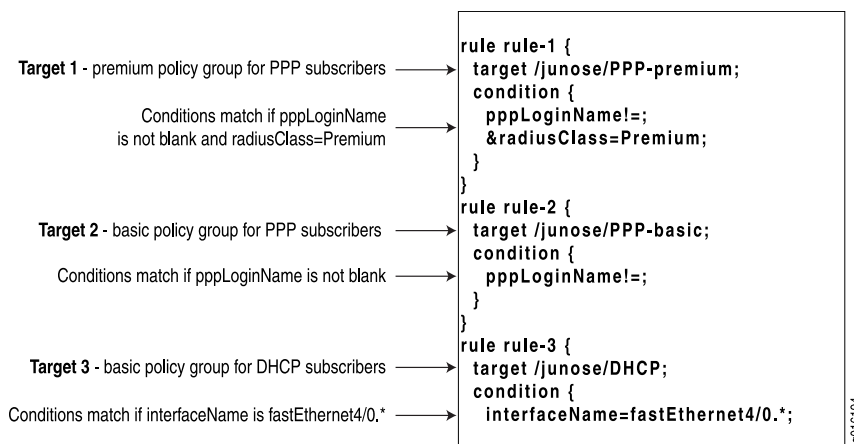 rule rule-1 {
Target 1 - premium policy group for PPP subscribers
target /junose/PPP-premium;
condition {
Conditions match if pppLoginName
is not blank and radiusClass=Premium
pppLoginName!=;
&radiusClass=Premium;
}
}
rule rule-2 {
Target 2 - basic policy group for PPP subscribers
target /junose/PPP-basic;
condition {
Conditions match if pppLoginName is not blank
pppLoginName!=;
}
}
rule rule-3 {
Target 3 - basic policy group for DHCP subscribers
target /junose/DHCP;
condition {
Conditions match if interfaceName is fastEthernet4/0.*
interfaceName=fastEthernet4/0.*;